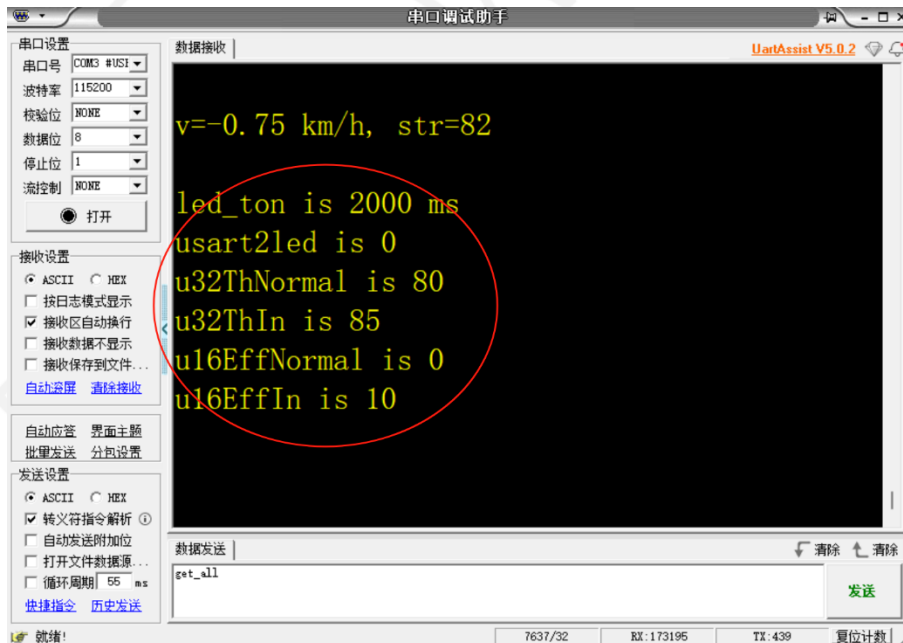 串口调试助手
串口设置
串口号 COM3 #USI
波特率 115200
校验位 NONE
数据位 8
停止位 1
流控制 NONE
打开
接收设置
ASCII HEX
按日志模式显示
接收区自动换行
接收数据不显示
接收保存到文件...
自动滚屏 清除接收
自动应答 界面主题
批量发送 分包设置
发送设置
ASCII HEX
转义符指令解析
自动发送附加位
打开文件数据源...
循环周期 55 ms
快捷指令 历史发送
数据接收
UartAssist V5.0.2
v=-0.75 km/h, str=82
led_ton is 2000 ms
usart2led is 0
u32ThNormal is 80
u32ThIn is 85
u16EffNormal is 0
u16EffIn is 10
数据发送
清除 清除
get_all
发送
就绪!
7637/32
RX:173195
TX:439
复位计数